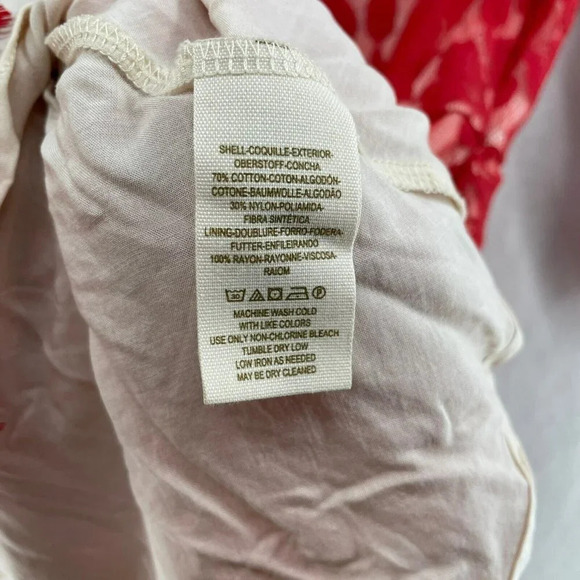 SHELL-COQUILLE-EXTERIOR-
OBERSTOFF-CONCHA
70% COTTON-COTON-ALGODÓN-
COTONE-BAUMWOLLE-ALGODÃO
30% NYLON-POLIAMIDA-
FIBRA SINTÉTICA
LINING-DOUBLURE-FORRO-FODERA-
FUTTER-ENFILEIRANDO
100% RAYON-RAYONNE-VISCOSA-
RAIOM
30 P
MACHINE WASH COLD
WITH LIKE COLORS
USE ONLY NON-CHLORINE BLEACH
TUMBLE DRY LOW
LOW IRON AS NEEDED
MAY BE DRY CLEANED